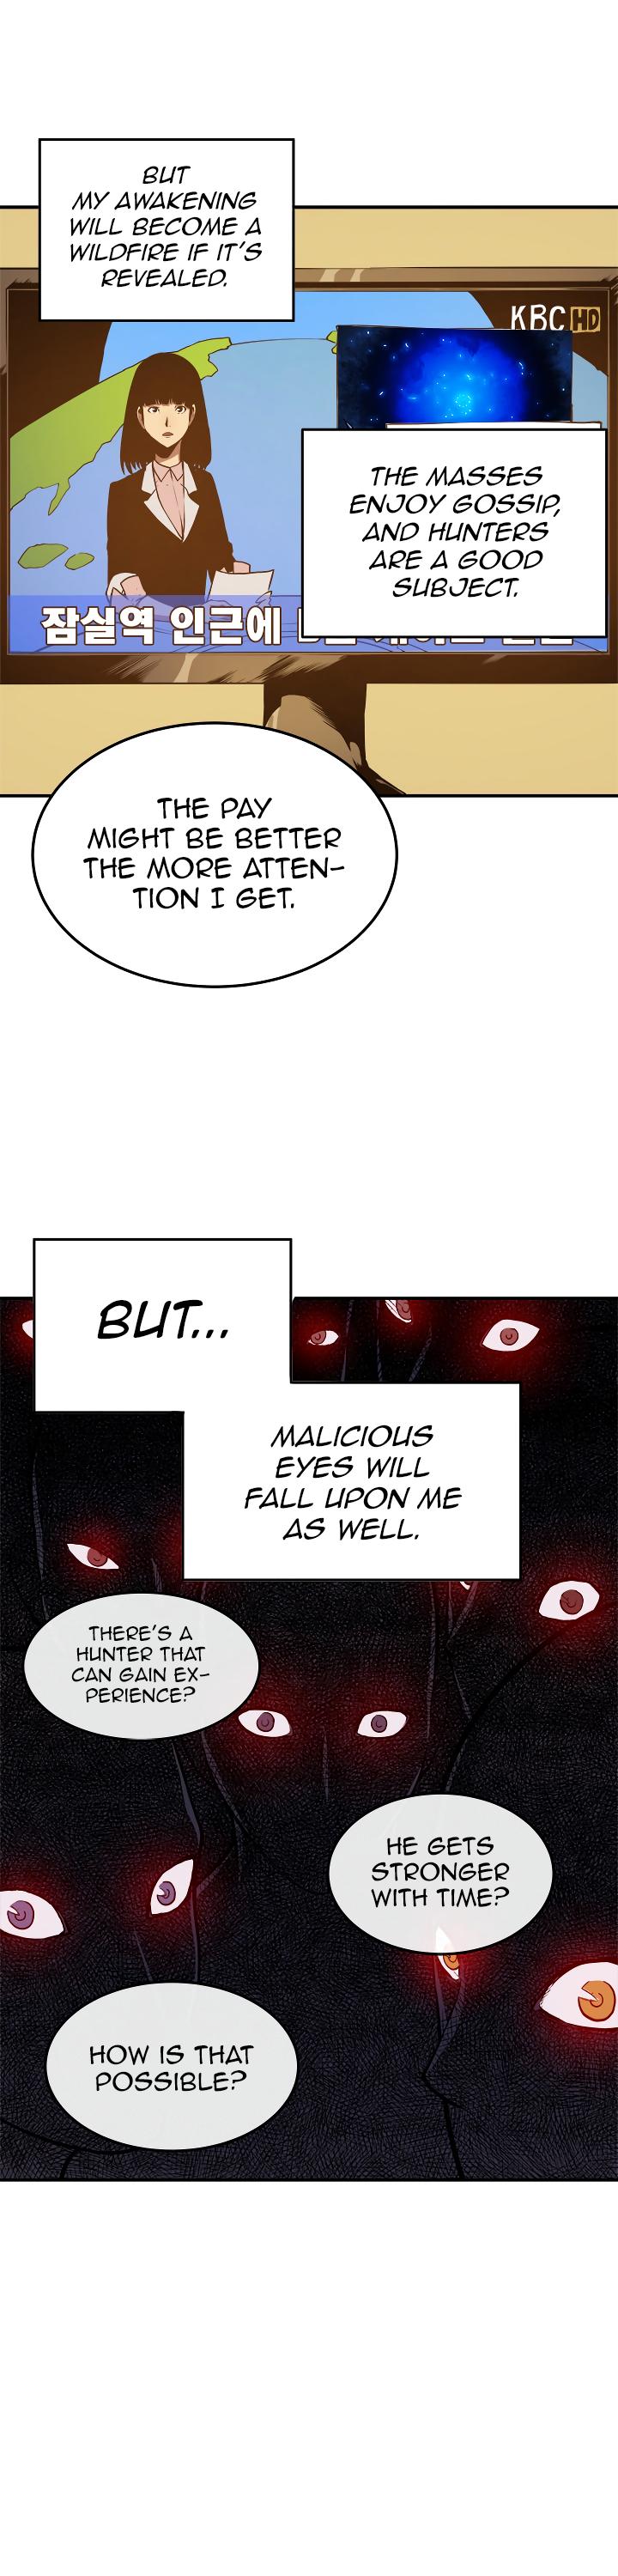 BUT
MY AWAKENING
WILL BECOME A
WILDFIRE IF IT'S
REVEALED.
KBC HD
THE MASSES
ENJOY GOSSIP,
AND HUNTERS
ARE A GOOD
SUBJECT.
잠실역 인근에
THE PAY
MIGHT BE BETTER
THE MORE ATTEN-
TION I GET.
BUT...
MALICIOUS
EYES WILL
FALL UPON ME
AS WELL.
THERE'S A
HUNTER THAT
CAN GAIN EX-
PERIENCE?
HE GETS
STRONGER
WITH TIME?
HOW IS THAT
POSSIBLE?